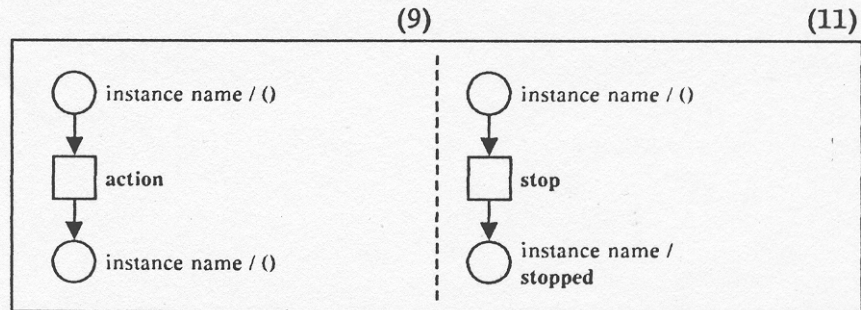 (9)
(11)
instance name / ()
action
instance name / ()
instance name / ()
stop
instance name /
stopped